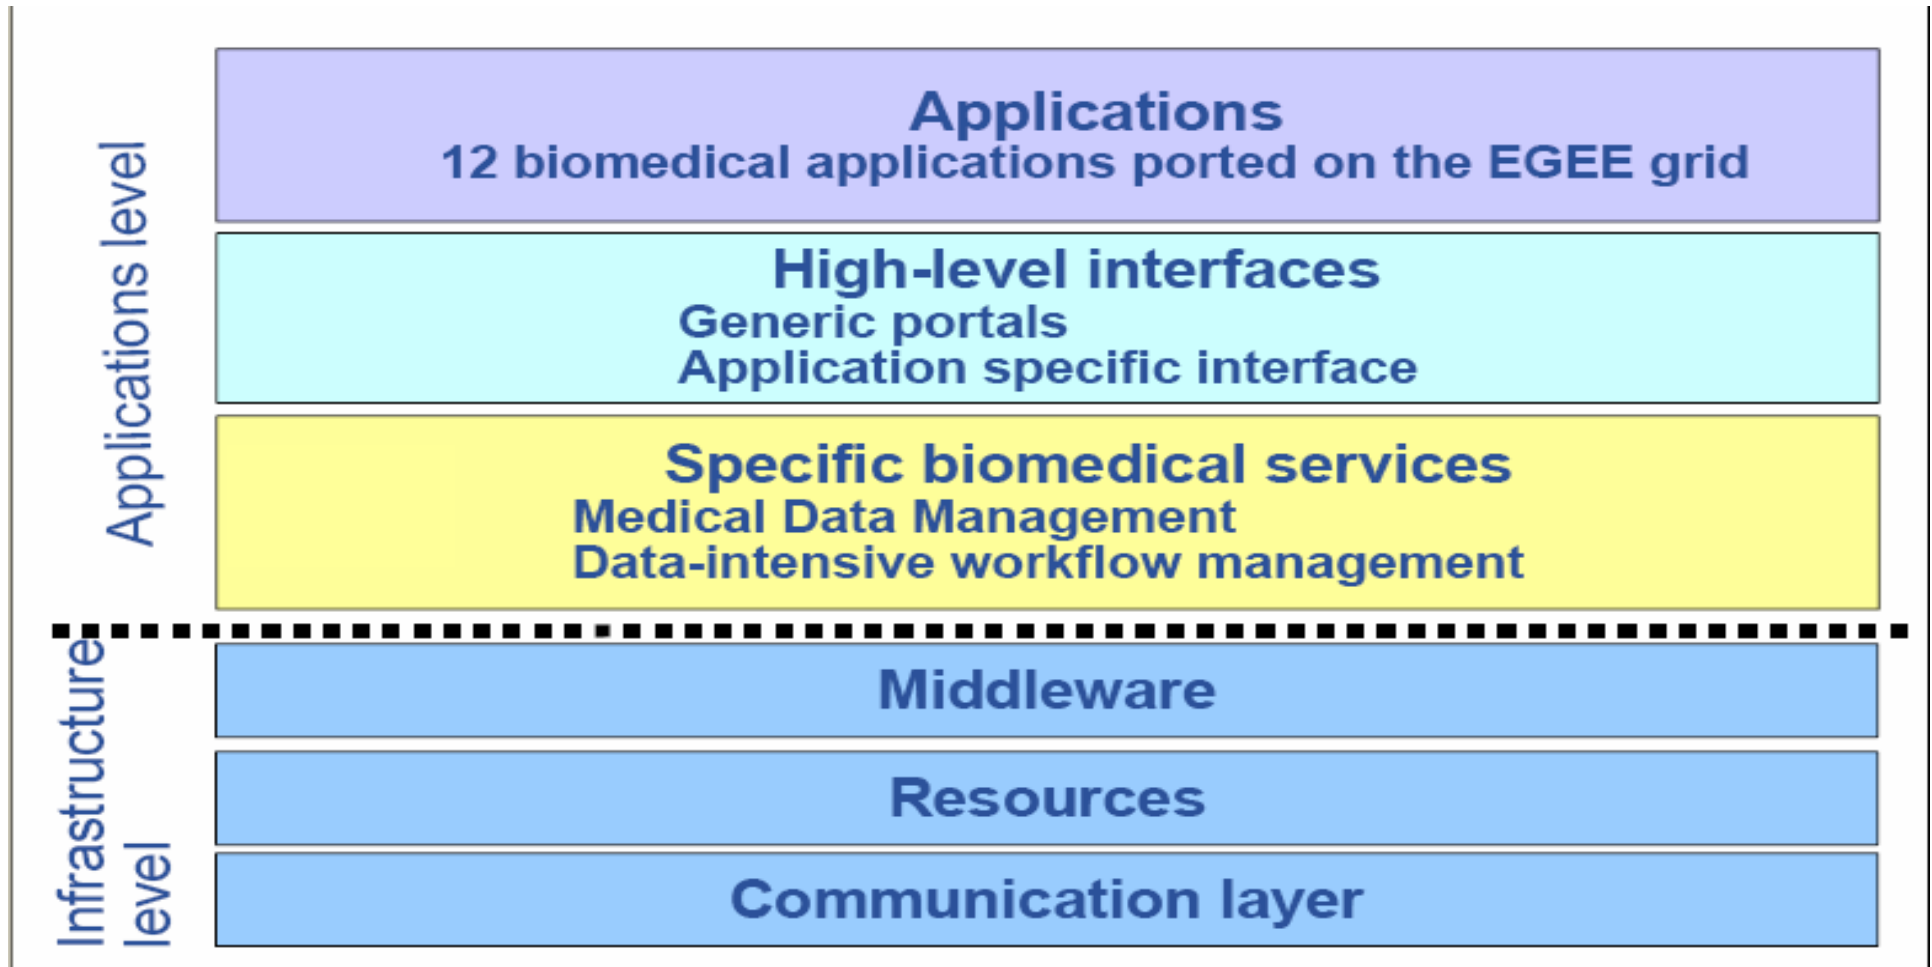 Applications level
Applications
12 biomedical applications ported on the EGEE grid
High-level interfaces
Generic portals
Application specific interface
Specific biomedical services
Medical Data Management
Data-intensive workflow management
Infrastructure
level
Middleware
Resources
Communication layer